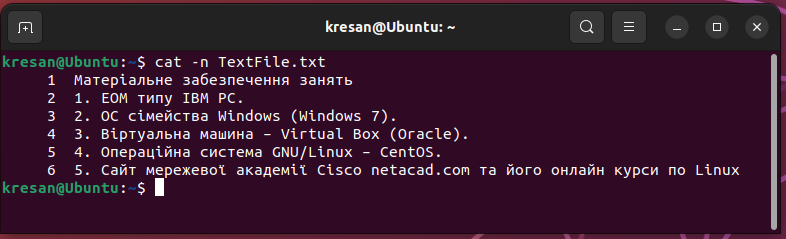 kresan@Ubuntu: ~
kresan@Ubuntu:~$ cat -n TextFile.txt
1 Матеріальне забезпечення занять
2 1. ЕОМ типу IBM PC.
3 2. ОС сімейства Windows (Windows 7).
4 3. Віртуальна машина – Virtual Box (Oracle).
5 4. Операційна система GNU/Linux – CentOS.
6 5. Сайт мережевої академії Cisco netacad.com та його онлайн курси по Linux
kresan@Ubuntu:~$